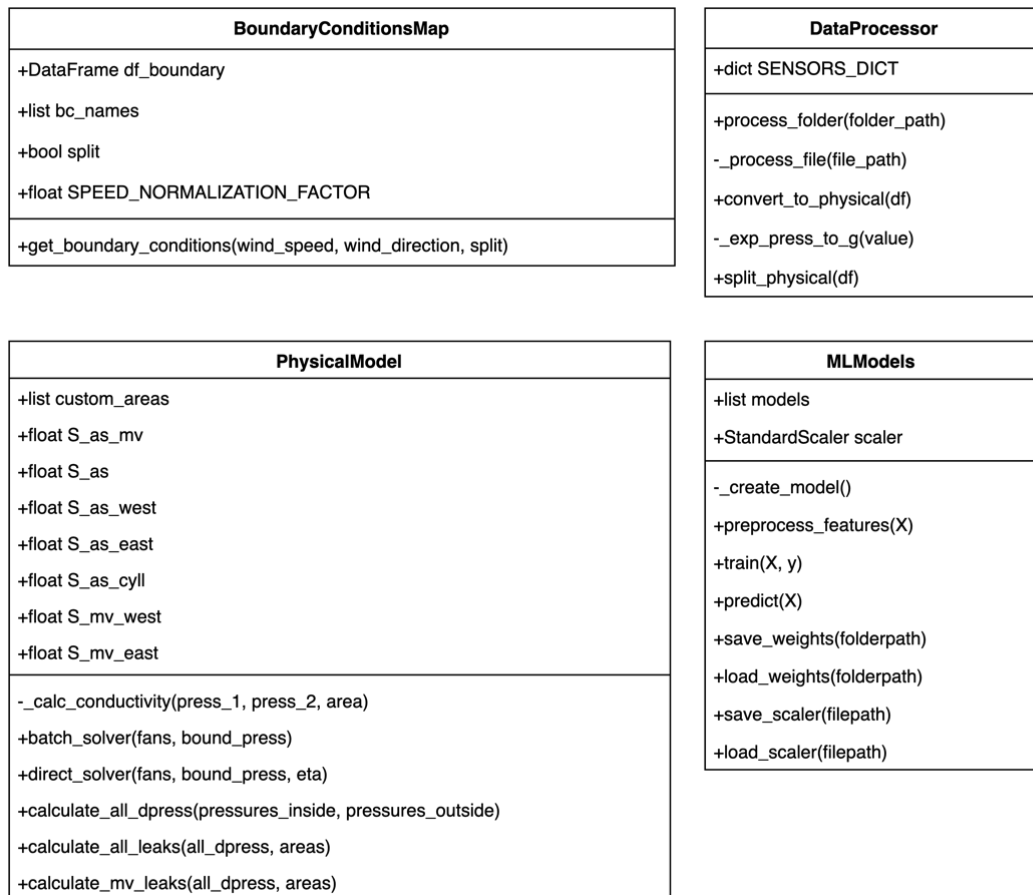 BoundaryConditionsMap
+DataFrame df_boundary
+list bc_names
+bool split
+float SPEED_NORMALIZATION_FACTOR
+get_boundary_conditions(wind_speed, wind_direction, split)
DataProcessor
+dict SENSORS_DICT
+process_folder(folder_path)
-_process_file(file_path)
+convert_to_physical(df)
-_exp_press_to_g(value)
+split_physical(df)
PhysicalModel
+list custom_areas
+float S_as_mv
+float S_as
+float S_as_west
+float S_as_east
+float S_as_cyll
+float S_mv_west
+float S_mv_east
-_calc_conductivity(press_1, press_2, area)
+batch_solver(fans, bound_press)
+direct_solver(fans, bound_press, eta)
+calculate_all_dpress(pressures_inside, pressures_outside)
+calculate_all_leaks(all_dpress, areas)
+calculate_mv_leaks(all_dpress, areas)
MLModels
+list models
+StandardScaler scaler
-_create_model()
+preprocess_features(X)
+train(X, y)
+predict(X)
+save_weights(folderpath)
+load_weights(folderpath)
+save_scaler(filepath)
+load_scaler(filepath)